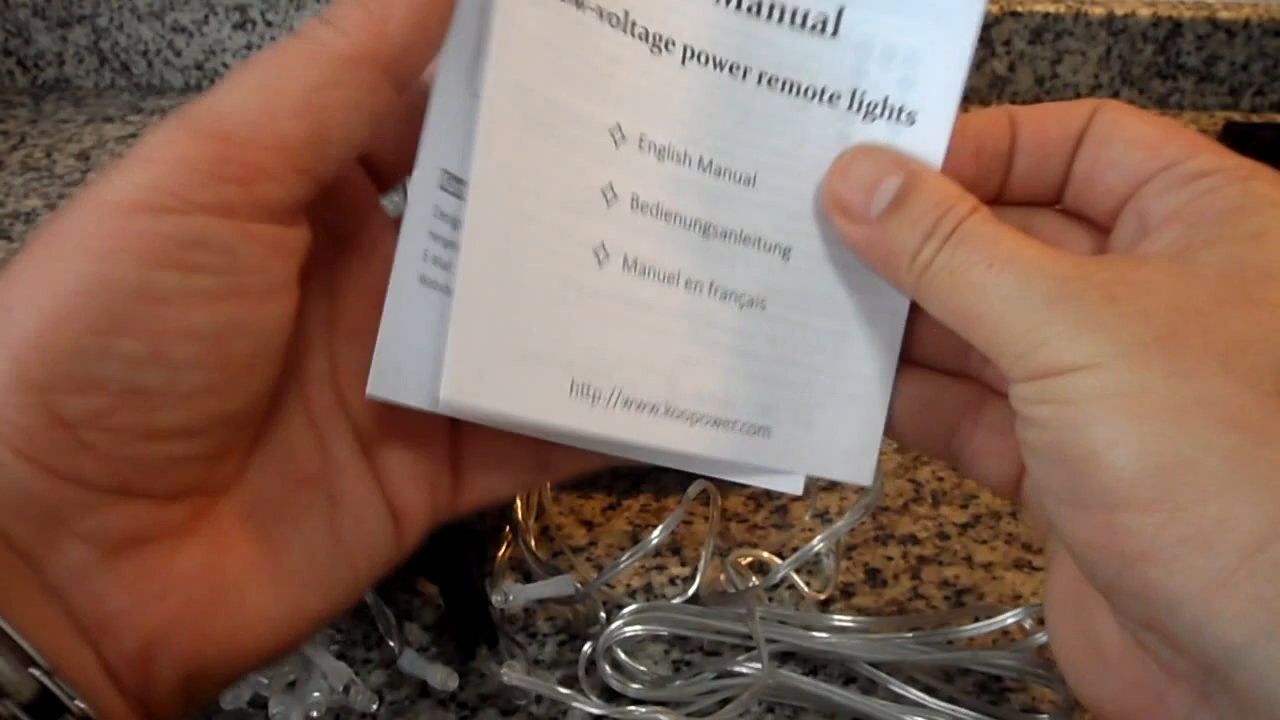 Manual
voltage power remote lights
English Manual
Bedienungsanleitung
Manuel en français
http://www.koopower.com